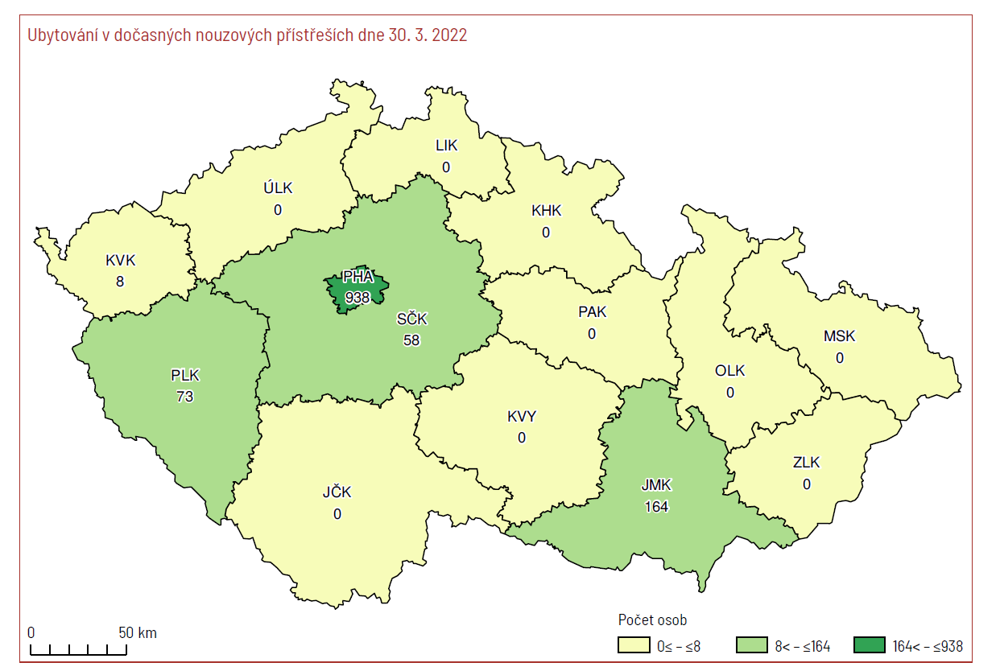 Ubytování v dočasných nouzových přístřeších dne 30. 3. 2022
LIK
0
ÚLK
0
KHK
0
KVK
8
PHA
938
SČK
58
PAK
0
MSK
0
OLK
0
PLK
73
KVY
0
ZLK
0
JMK
164
JČK
0
Počet osob
0 50 km
0≤ – ≤8 8< – ≤164 164< – ≤938